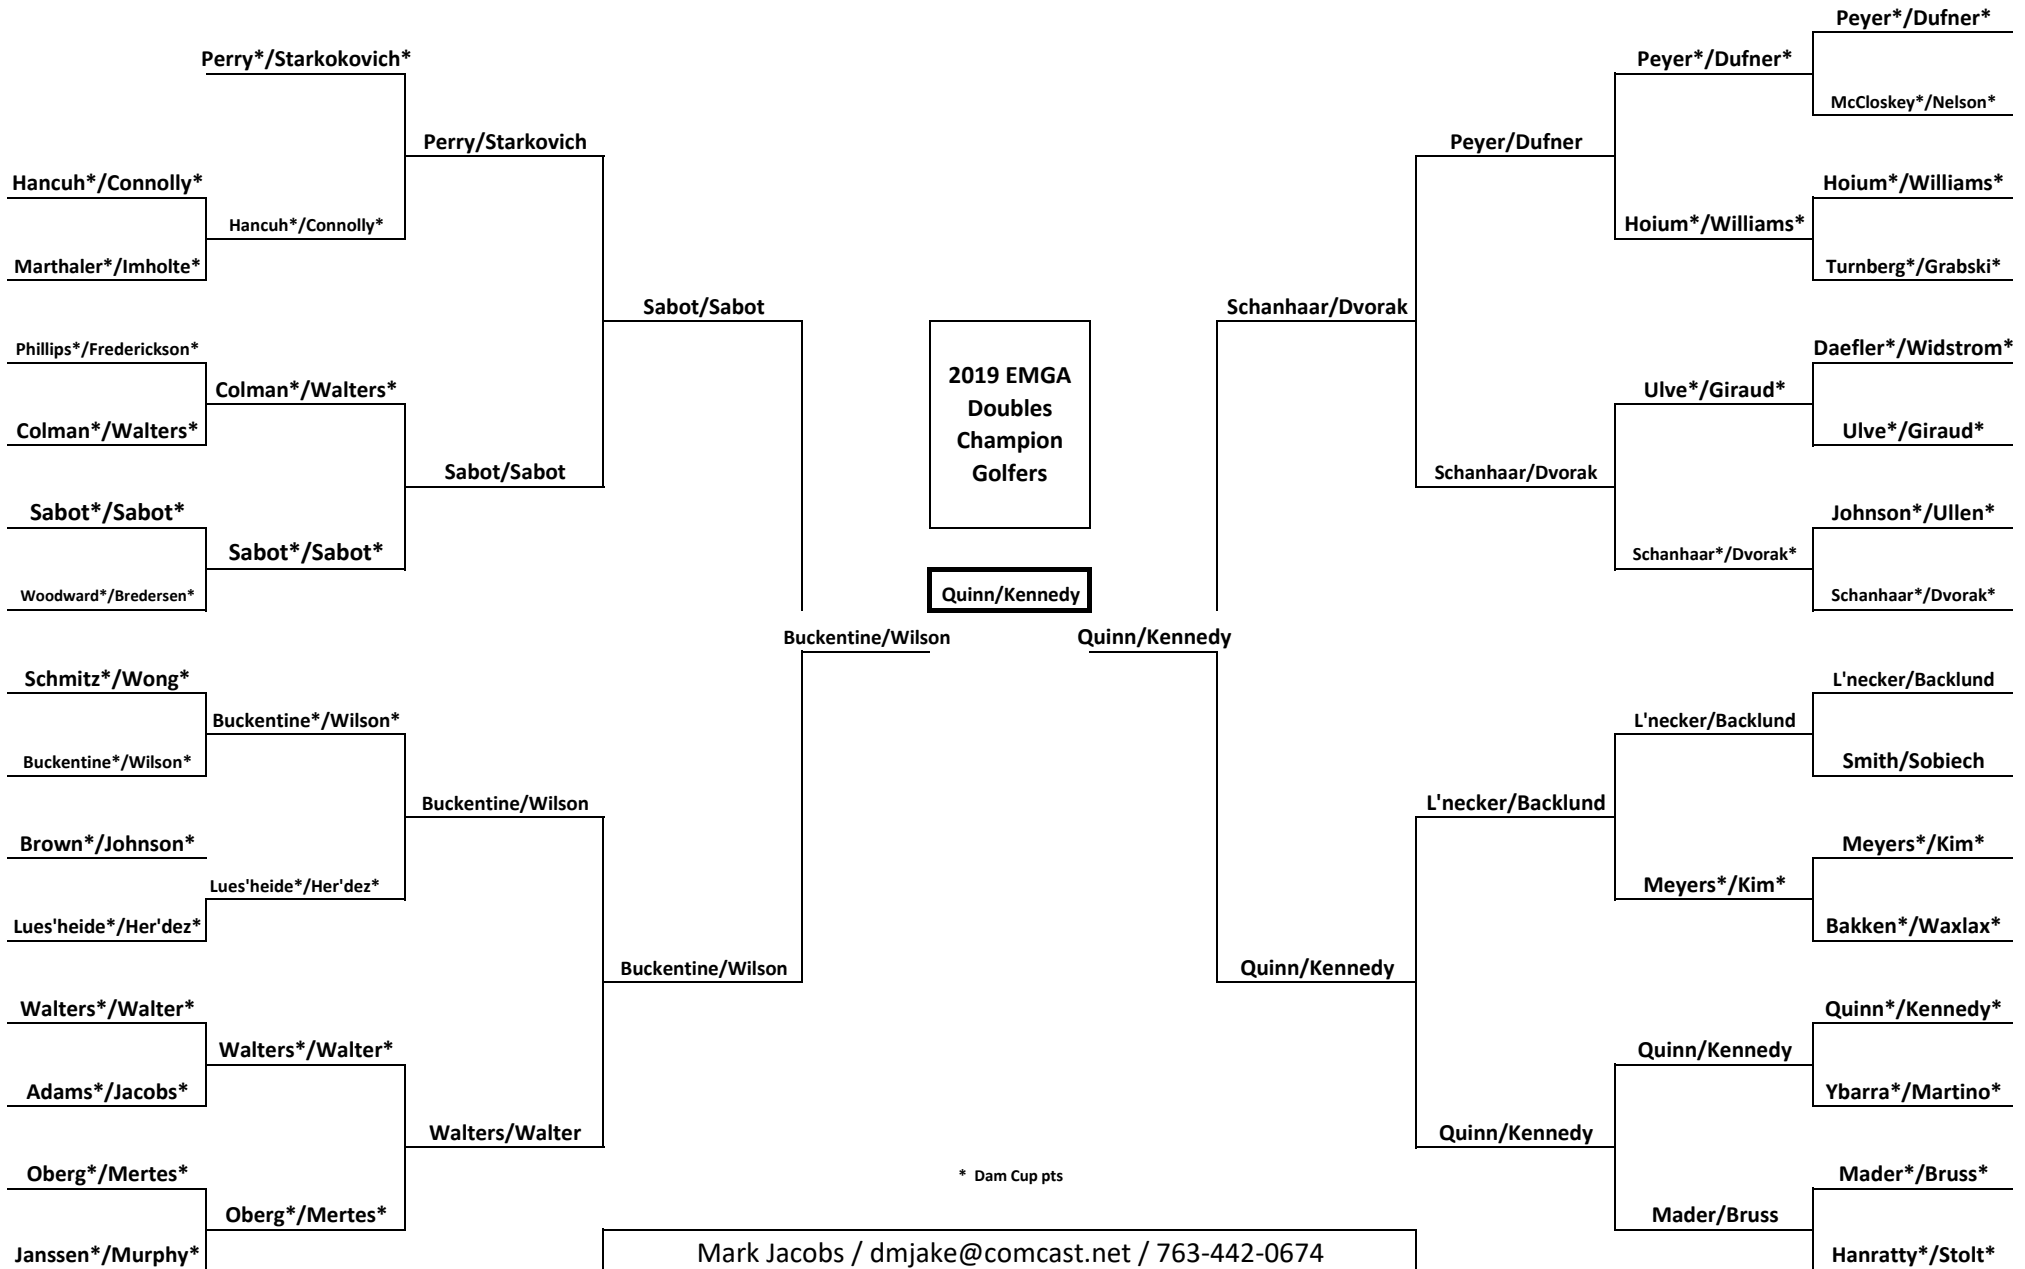 Peyer*/Dufner*
Perry*/Starkokovich*
Peyer*/Dufner*
McCloskey*/Nelson*
Perry/Starkovich
Peyer/Dufner
Hancuh*/Connolly*
Hoium*/Williams*
Hancuh*/Connolly*
Hoium*/Williams*
Marthaler*/Imholte*
Turnberg*/Grabski*
Sabot/Sabot
Schanhaar/Dvorak
Phillips*/Frederickson*
Daefler*/Widstrom*
2019 EMGA
Doubles
Champion
Golfers
Colman*/Walters*
Ulve*/Giraud*
Colman*/Walters*
Ulve*/Giraud*
Sabot/Sabot
Schanhaar/Dvorak
Sabot*/Sabot*
Johnson*/Ullen*
Sabot*/Sabot*
Schanhaar*/Dvorak*
Woodward*/Bredersen*
Quinn/Kennedy
Schanhaar*/Dvorak*
Buckentine/Wilson
Quinn/Kennedy
Schmitz*/Wong*
L'necker/Backlund
Buckentine*/Wilson*
L'necker/Backlund
Buckentine*/Wilson*
Smith/Sobiech
Buckentine/Wilson
L'necker/Backlund
Brown*/Johnson*
Meyers*/Kim*
Lues'heide*/Her'dez*
Meyers*/Kim*
Lues'heide*/Her'dez*
Bakken*/Waxlax*
Buckentine/Wilson
Quinn/Kennedy
Walters*/Walter*
Quinn*/Kennedy*
Walters*/Walter*
Quinn/Kennedy
Adams*/Jacobs*
Ybarra*/Martino*
Walters/Walter
Quinn/Kennedy
Oberg*/Mertes*
* Dam Cup pts
Mader*/Bruss*
Oberg*/Mertes*
Mader/Bruss
Janssen*/Murphy*
Mark Jacobs / dmjake@comcast.net / 763-442-0674
Hanratty*/Stolt*